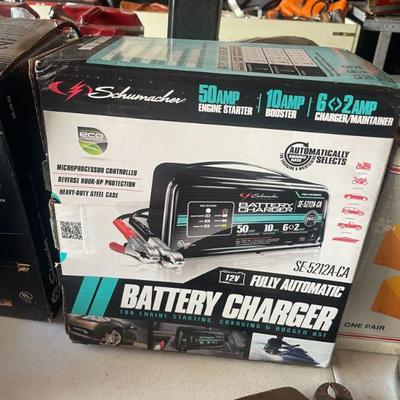 Schumacher
50AMP
ENGINE STARTER
10AMP
BOOSTER
6<>2AMP
CHARGER/MAINTAINER
eco
AUTOMATICALLY
SELECTS
MICROPROCESSOR CONTROLLED
REVERSE HOOK-UP PROTECTION
HEAVY-DUTY STEEL CASE
Schumacher
BATTERY
CHARGER
SE-5212A-CA
50
10
6<>2
SE-5212A-CA
12V
FULLY AUTOMATIC
BATTERY CHARGER
FOR ENGINE STARTING, CHARGING & RUGGED USE
ONE PAIR